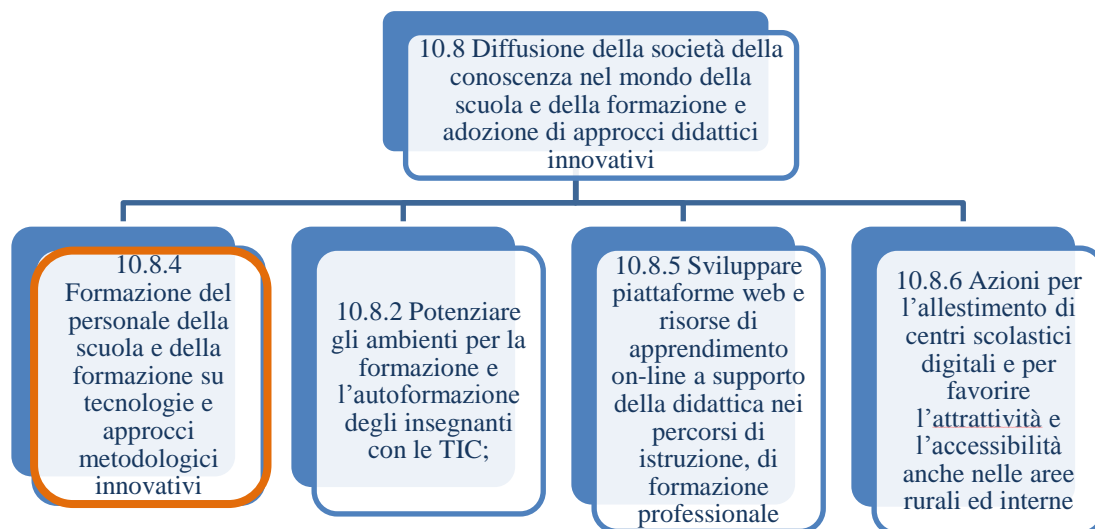 10.8 Diffusione della società della
conoscenza nel mondo della
scuola e della formazione e
adozione di approcci didattici
innovativi
10.8.4
Formazione del
personale della
scuola e della
formazione su
tecnologie e
approcci
metodologici
innovativi
10.8.2 Potenziare
gli ambienti per la
formazione e
l’autoformazione
degli insegnanti
con le TIC;
10.8.5 Sviluppare
piattaforme web e
risorse di
apprendimento
on-line a supporto
della didattica nei
percorsi di
istruzione, di
formazione
professionale
10.8.6 Azioni per
l’allestimento di
centri scolastici
digitali e per
favorire
l’attrattività e
l’accessibilità
anche nelle aree
rurali ed interne